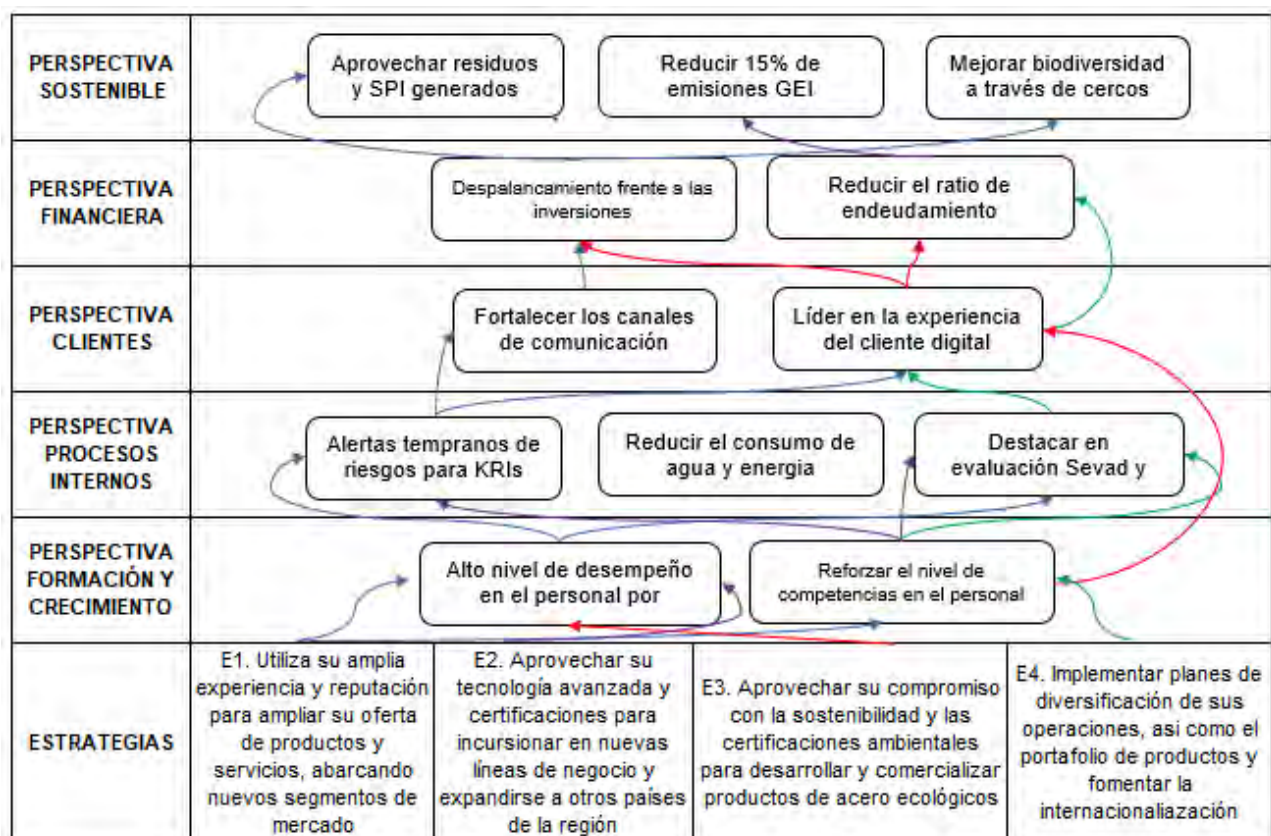 PERSPECTIVA
SOSTENIBLE
Aprovechar residuos
y SPI generados
Reducir 15% de
emisiones GEI
Mejorar biodiversidad
a través de cercos
PERSPECTIVA
FINANCIERA
Despalancamiento frente a las
inversiones
Reducir el ratio de
endeudamiento
PERSPECTIVA
CLIENTES
Fortalecer los canales
de comunicación
Líder en la experiencia
del cliente digital
PERSPECTIVA
PROCESOS
INTERNOS
Alertas tempranos de
riesgos para KRIs
Reducir el consumo de
agua y energia
Destacar en
evaluación Sevad y
PERSPECTIVA
FORMACIÓN Y
CRECIMIENTO
Alto nivel de desempeño
en el personal por
Reforzar el nivel de
competencias en el personal
ESTRATEGIAS
E1. Utiliza su amplia
experiencia y reputación
para ampliar su oferta
de productos y
servicios, abarcando
nuevos segmentos de
mercado
E2. Aprovechar su
tecnología avanzada y
certificaciones para
incursionar en nuevas
líneas de negocio y
expandirse a otros países
de la región
E3. Aprovechar su compromiso
con la sostenibilidad y las
certificaciones ambientales
para desarrollar y comercializar
productos de acero ecológicos
E4. Implementar planes de
diversificación de sus
operaciones, asi como el
portafolio de productos y
fomentar la
internacionaliazación